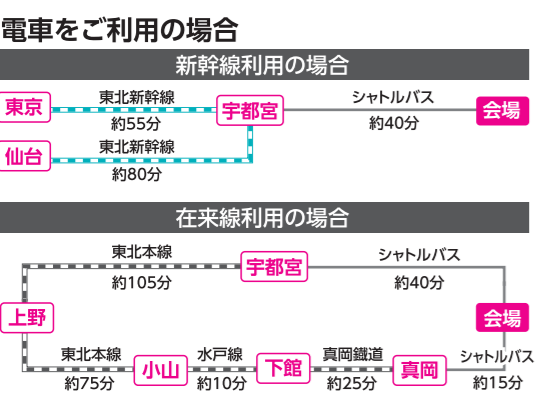 電車をご利用の場合
新幹線利用の場合
東京
東北新幹線
約55分
宇都宮
シャトルバス
約40分
会場
仙台
東北新幹線
約80分
在来線利用の場合
東北本線
約105分
宇都宮
シャトルバス
約40分
上野
会場
東北本線
約75分
小山
水戸線
約10分
下館
真岡鐡道
約25分
真岡
シャトルバス
約15分